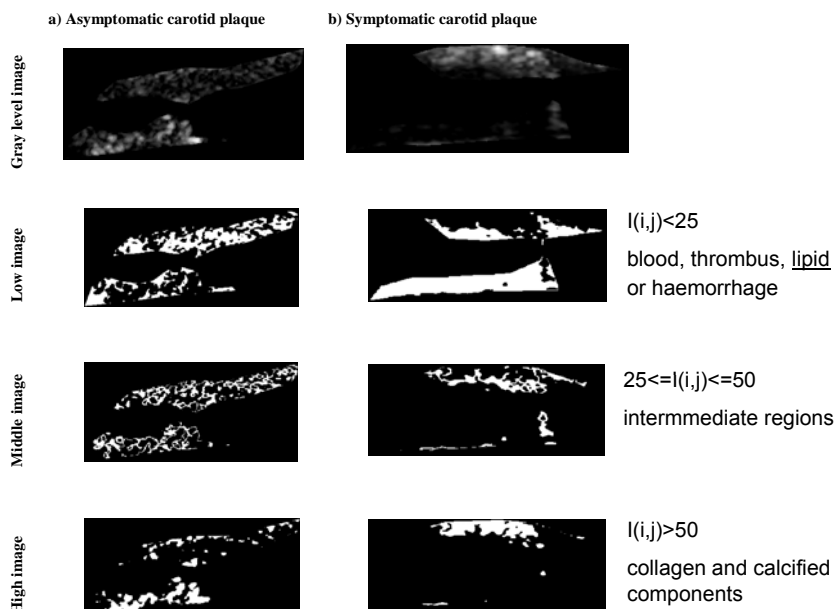 a) Asymptomatic carotid plaque
b) Symptomatic carotid plaque
Gray level image
Low image
I(i,j)<25
blood, thrombus, lipid
or haemorrhage
Middle image
25<=I(i,j)<=50
intermmediate regions
High image
I(i,j)>50
collagen and calcified
components